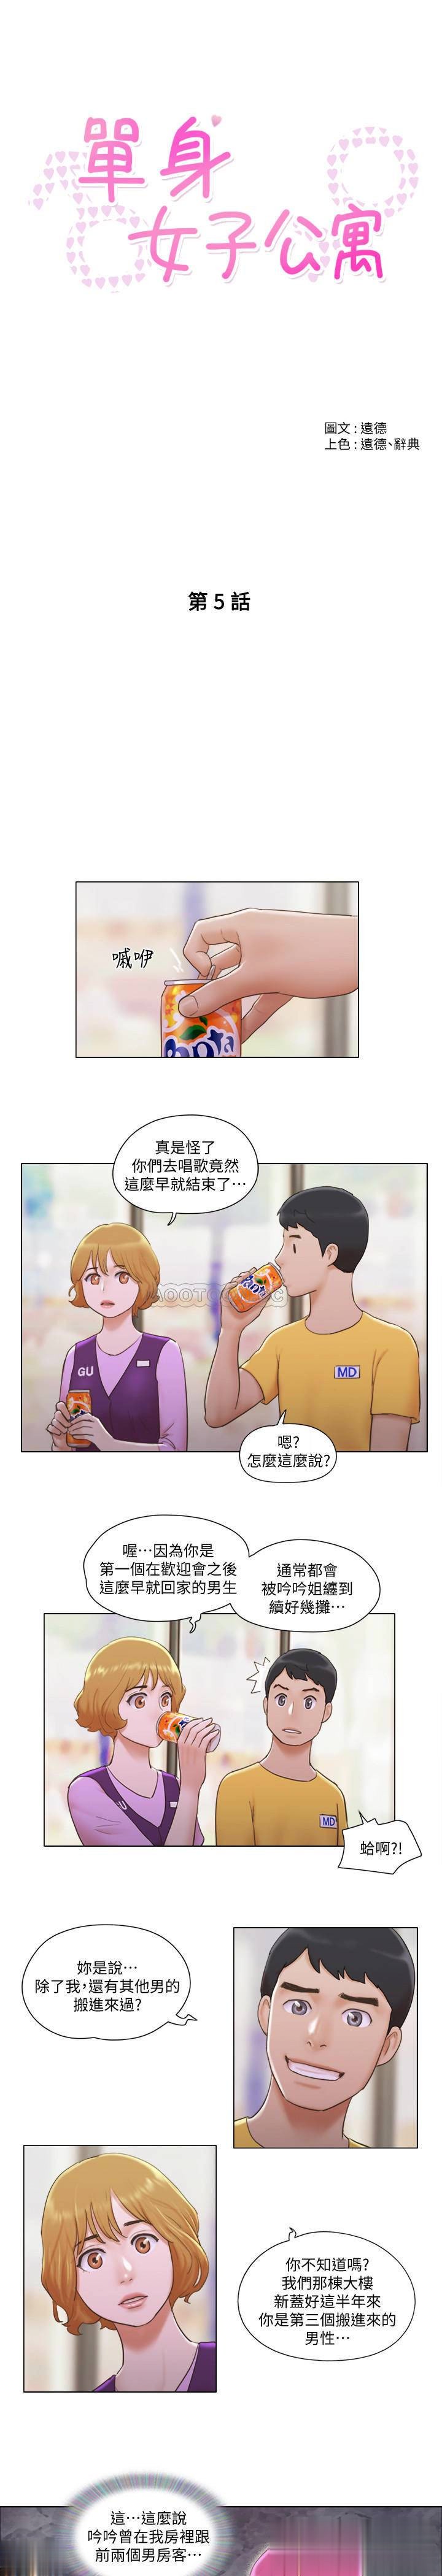 單身
女子公寓
圖文:遠德
上色:遠德、辭典
第 5 話
嘁咿
真是怪了
你們去唱歌竟然
這麼早就結束了⋯
GU
MD
嗯?
怎麼這麼說?
喔⋯因為你是
第一個在歡迎會之後
這麼早就回家的男生
通常都會
被吟吟姐纏到
續好幾攤⋯
MD
蛤啊?!
妳是說⋯
除了我,還有其他男的
搬進來過?
MD
你不知道嗎?
我們那棟大樓
新蓋好這半年來
你是第三個搬進來的
男性⋯
這⋯這麼說
吟吟曾在我房裡跟
前兩個男房客⋯